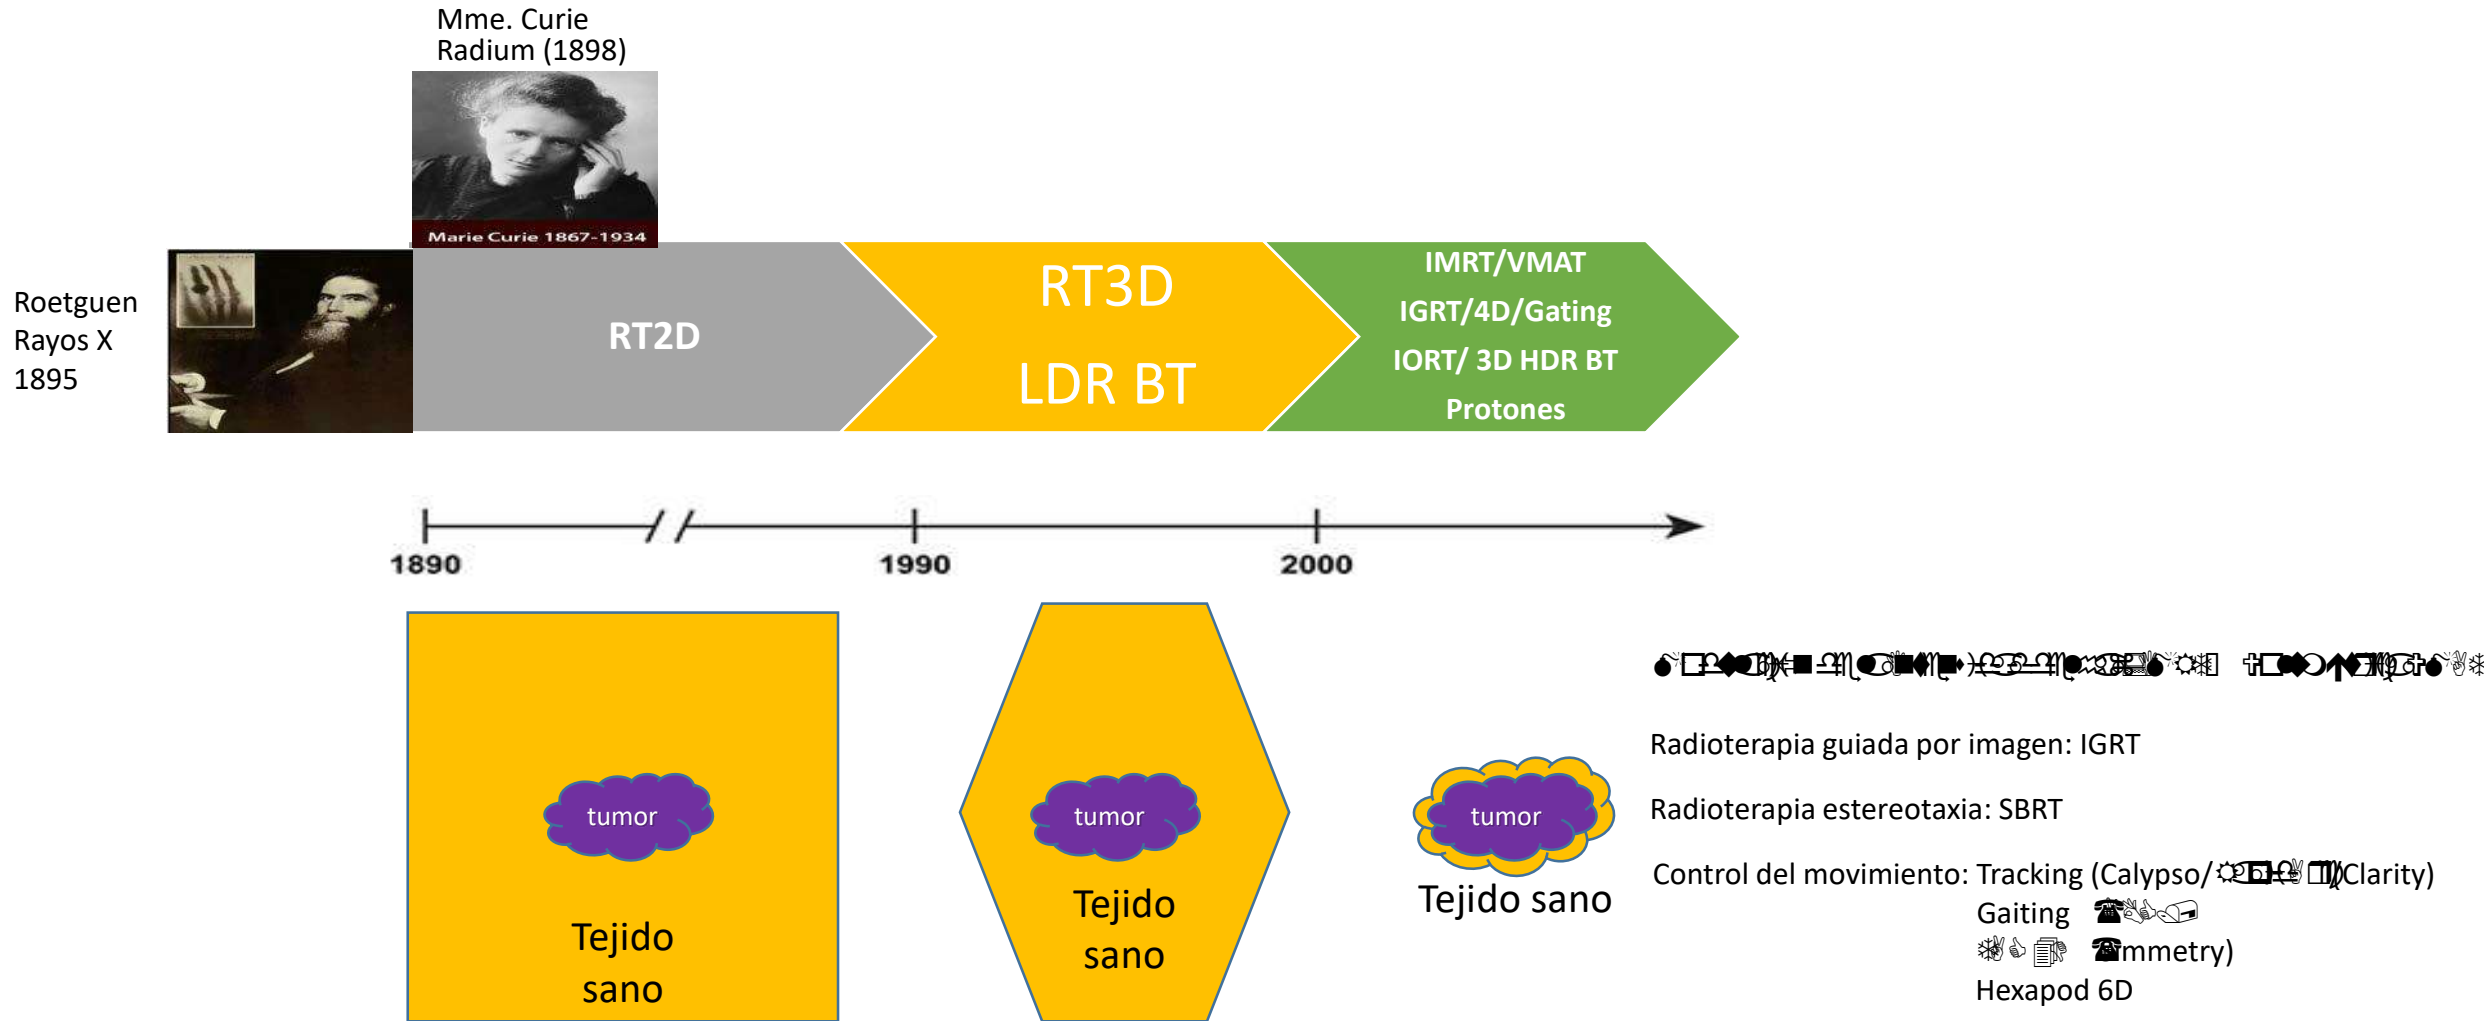 Mme. Curie
Radium (1898)
Marie Curie 1867-1934
Roetguen
Rayos X
1895
RT2D
RT3D
LDR BT
IMRT/VMAT
IGRT/4D/Gating
IORT/ 3D HDR BT
Protones
1890
1990
2000
tumor
Tejido
sano
tumor
Tejido
sano
tumor
Tejido sano
Radioterapia guiada por imagen: IGRT
Radioterapia estereotaxia: SBRT
Control del movimiento: Tracking (Calypso/ Clarity)
Gaiting
mmetry)
Hexapod 6D